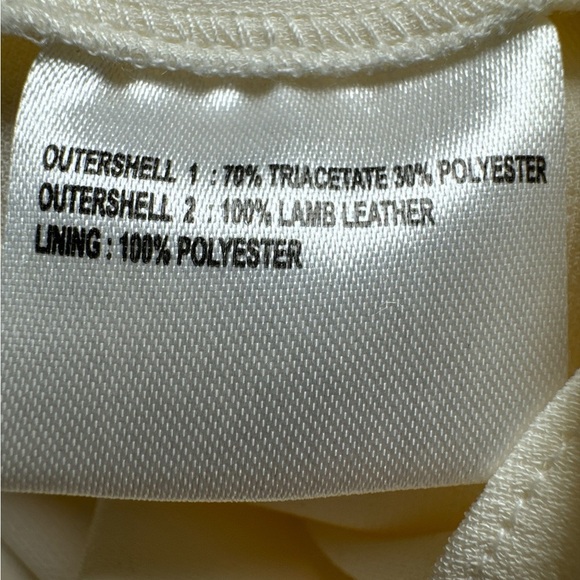 OUTERSHELL 1 : 70% TRIACETATE 30% POLYESTER
OUTERSHELL 2 : 100% LAMB LEATHER
LINING : 100% POLYESTER